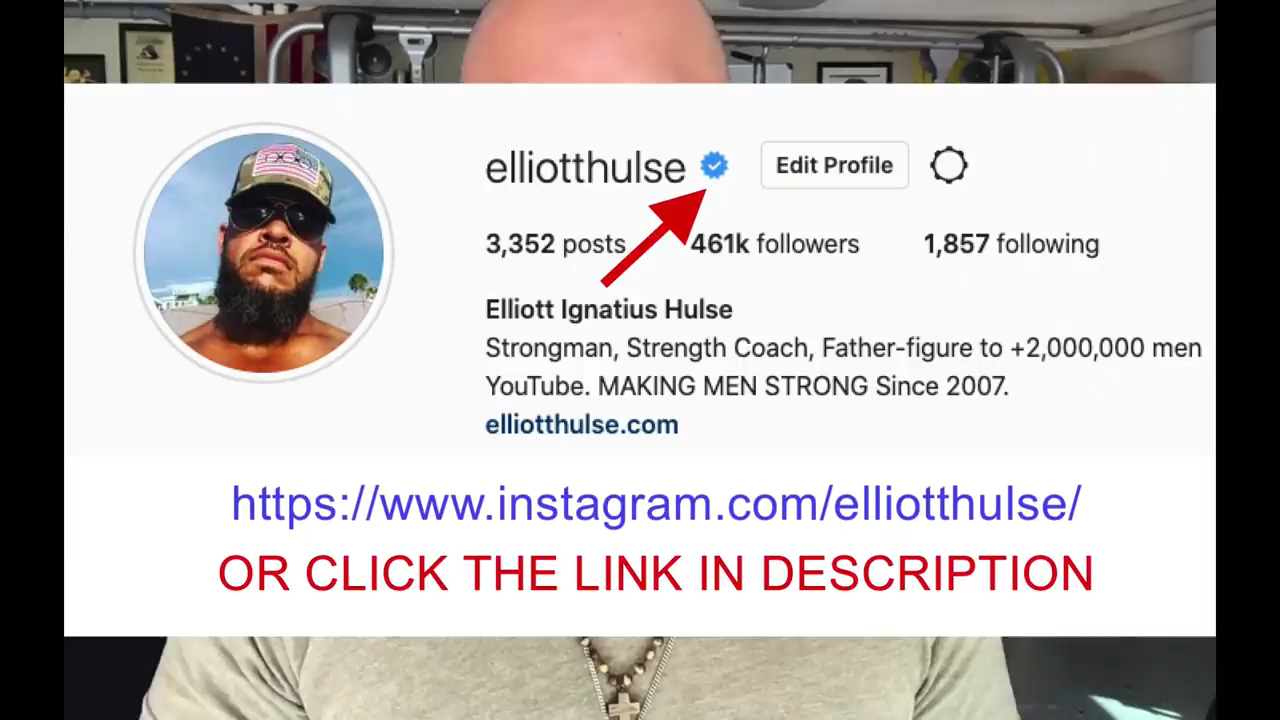 elliotthulse
Edit Profile
3,352 posts 461k followers 1,857 following
Elliott Ignatius Hulse
Strongman, Strength Coach, Father-figure to +2,000,000 men
YouTube. MAKING MEN STRONG Since 2007.
elliotthulse.com
https://www.instagram.com/elliotthulse/
OR CLICK THE LINK IN DESCRIPTION